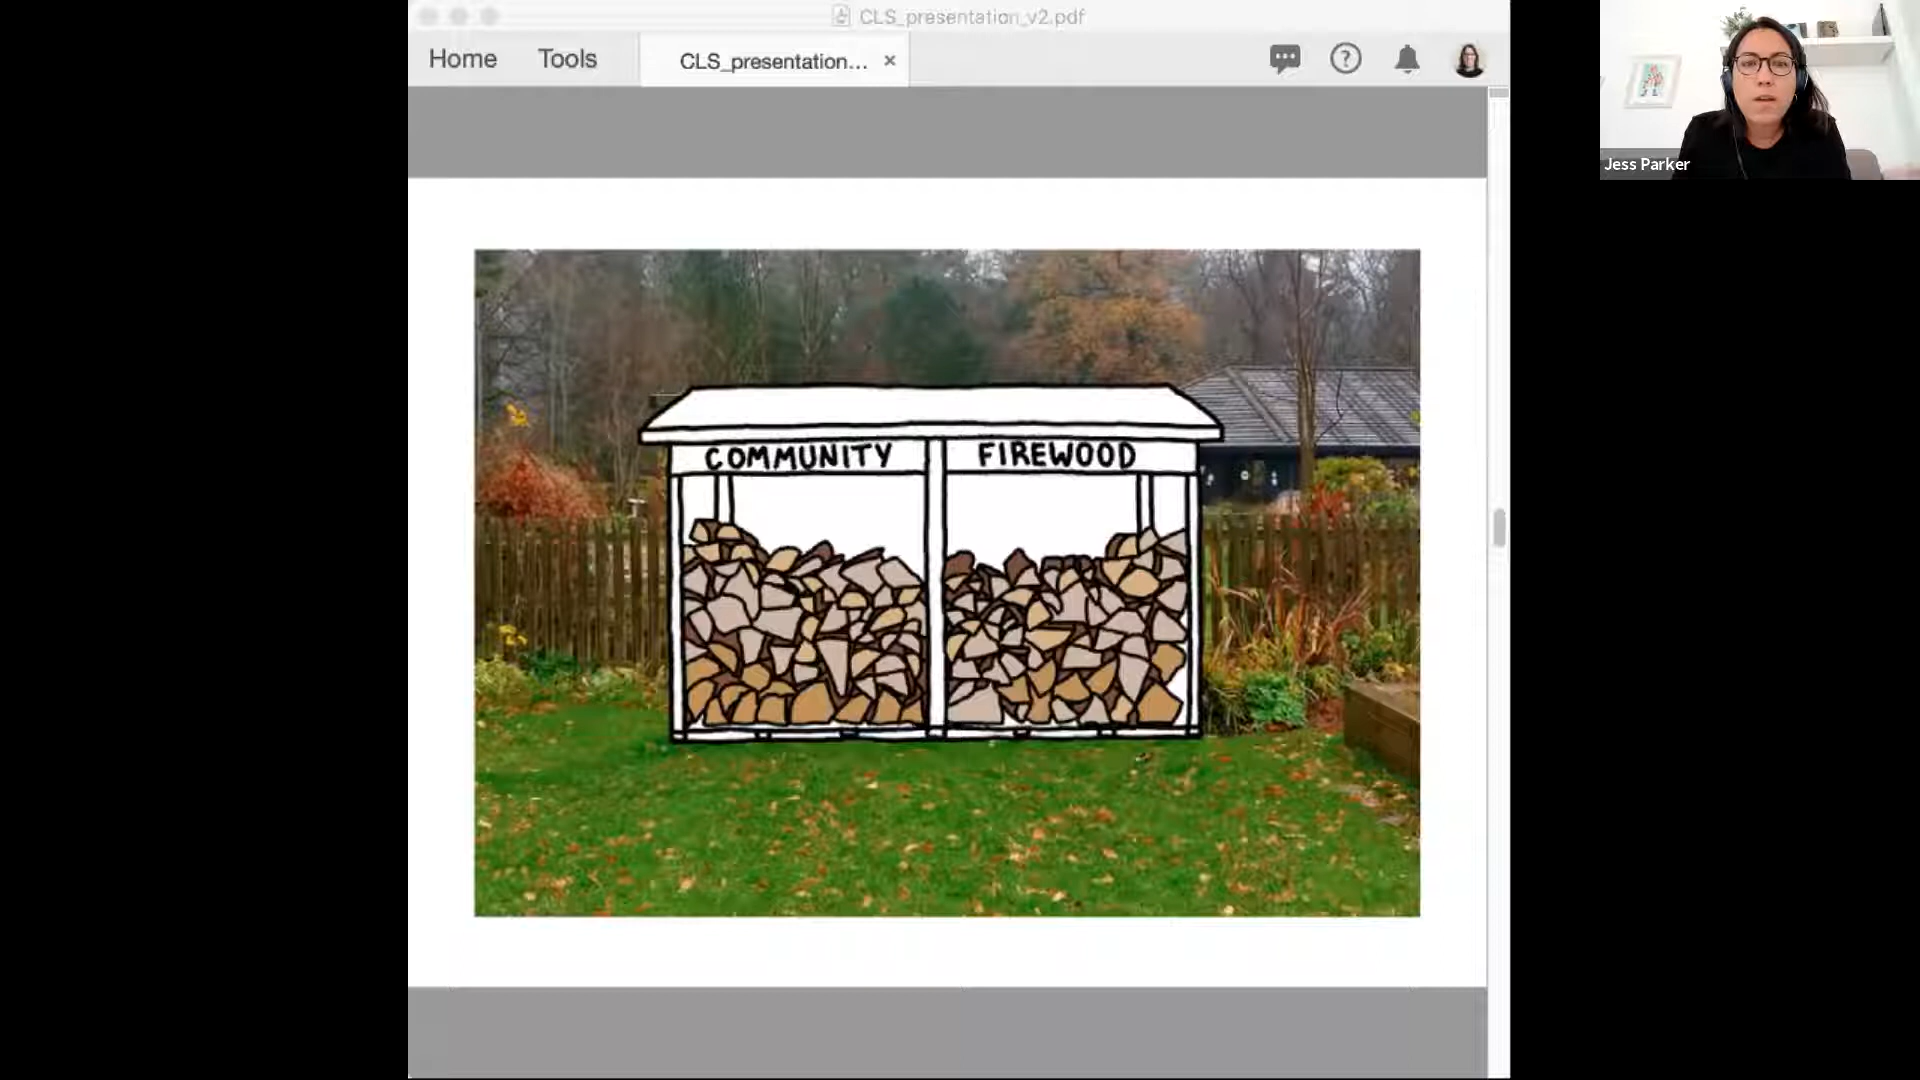 CLS_presentation_v2.pdf
Home Tools CLS_presentation... ×
Jess Parker
COMMUNITY FIREWOOD